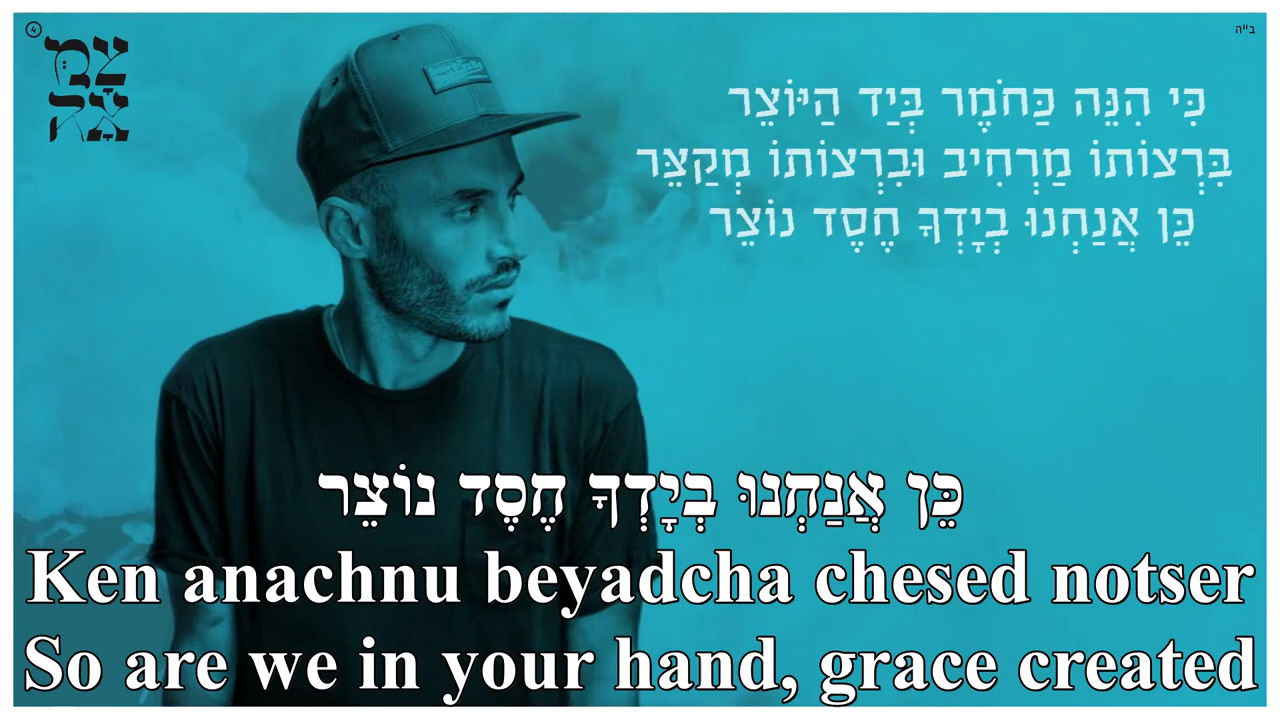 4
ב״ה
צָמְ
אָה
כִּי הִנֵּה כַּחֹמֶר בְּיַד הַיּוֹצֵר
בִּרְצוֹתוֹ מַרְחִיב וּבִרְצוֹתוֹ מְקַצֵּר
כֵּן אֲנַחְנוּ בְיָדְךָ חֶסֶד נוֹצֵר
כֵּן אֲנַחְנוּ בְּיָדְךָ חֶסֶד נוֹצֵר
Ken anachnu beyadcha chesed notser
So are we in your hand, grace created